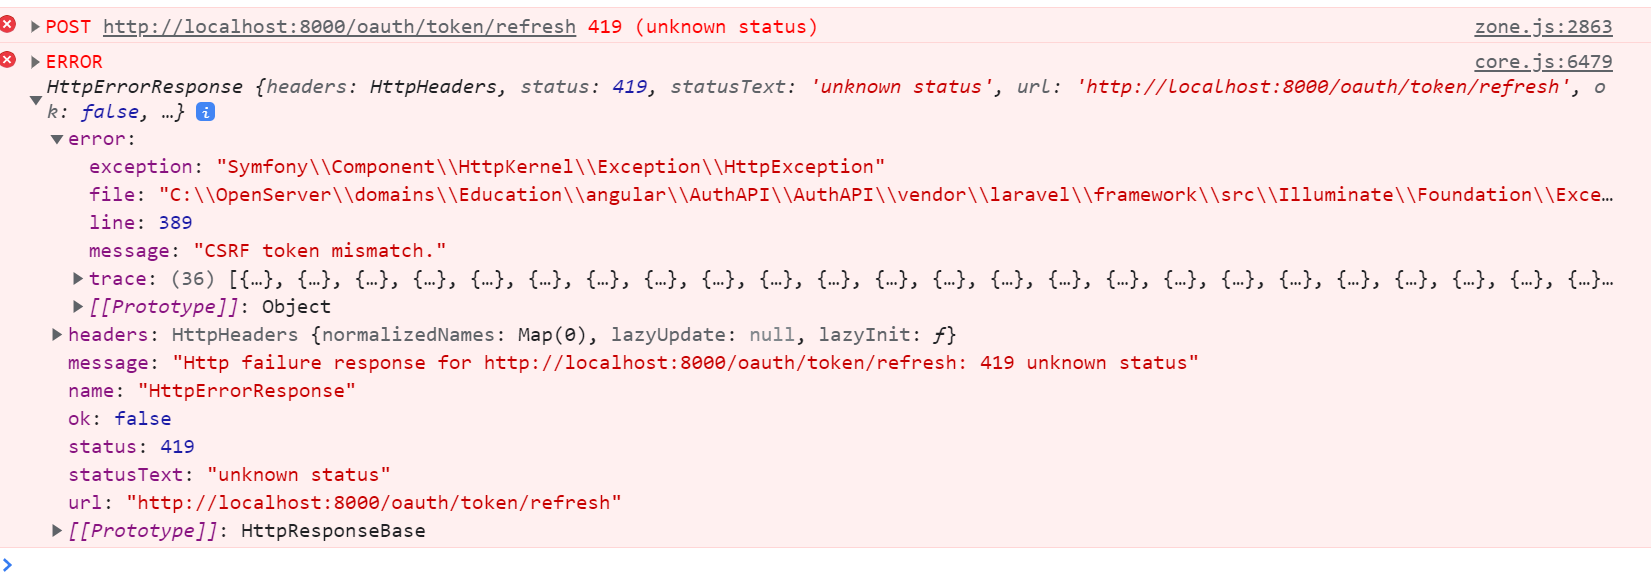 POST http://localhost:8000/oauth/token/refresh 419 (unknown status) zone.js:2863
ERROR core.js:6479
HttpErrorResponse {headers: HttpHeaders, status: 419, statusText: 'unknown status', url: 'http://localhost:8000/oauth/token/refresh', o
k: false, …} i
error:
exception: "Symfony\\Component\\HttpKernel\\Exception\\HttpException"
file: "C:\\OpenServer\\domains\\Education\\angular\\AuthAPI\\AuthAPI\\vendor\\laravel\\framework\\src\\Illuminate\\Foundation\\Exce…
line: 389
message: "CSRF token mismatch."
trace: (36) [{…}, {…}, {…}, {…}, {…}, {…}, {…}, {…}, {…}, {…}, {…}, {…}, {…}, {…}, {…}, {…}, {…}, {…}, {…}, {…}, {…}, {…}, {…}, {…}…
[[Prototype]]: Object
headers: HttpHeaders {normalizedNames: Map(0), lazyUpdate: null, lazyInit: ƒ}
message: "Http failure response for http://localhost:8000/oauth/token/refresh: 419 unknown status"
name: "HttpErrorResponse"
ok: false
status: 419
statusText: "unknown status"
url: "http://localhost:8000/oauth/token/refresh"
[[Prototype]]: HttpResponseBase